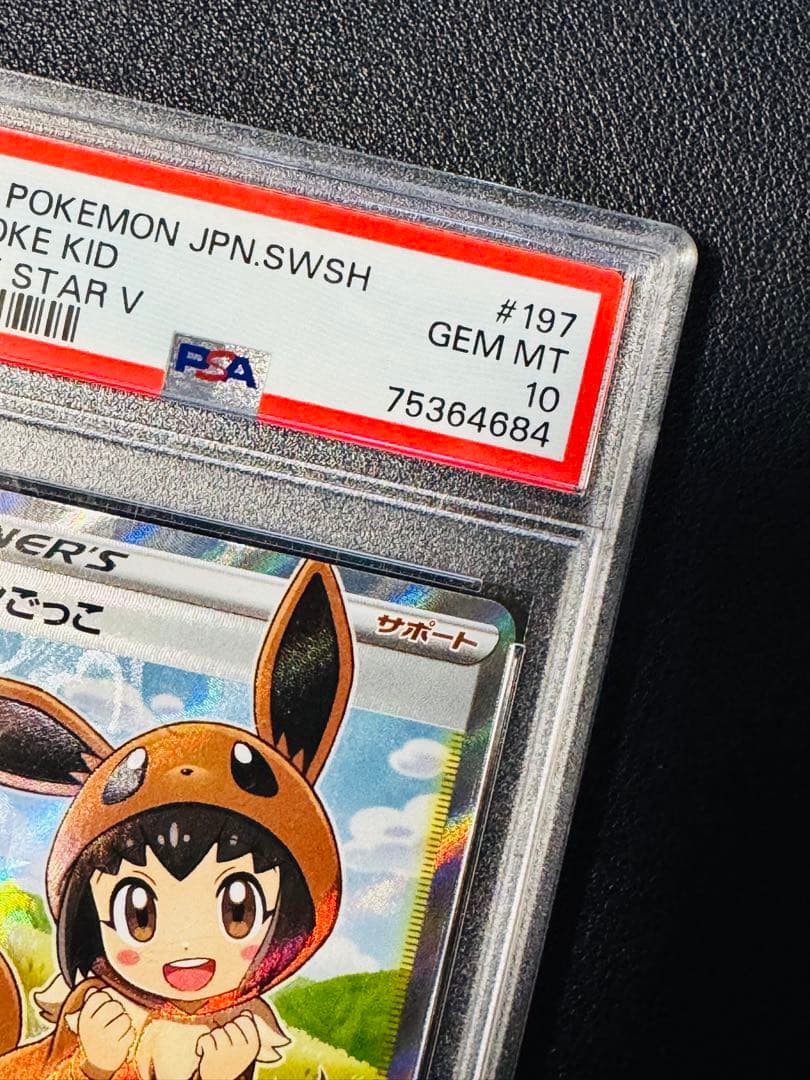 POKEMON JPN.SWSH
#197
OKE KID
GEM MT
STAR V
10
PSA
75364684
NER'S
ンごっこ
サポート